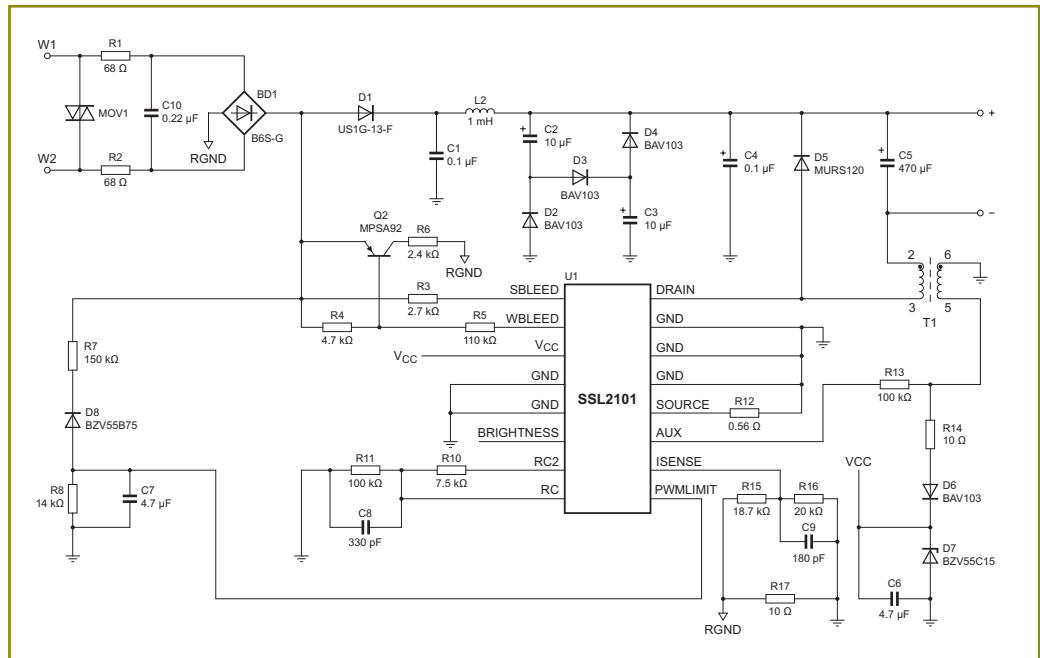 W1
R1
68 Ω
MOV1
C10
0.22 µF
BD1
B6S-G
RGND
W2
R2
68 Ω
D1
US1G-13-F
L2
1 mH
C1
0.1 µF
C2
10 µF
D3
BAV103
D4
BAV103
D2
BAV103
C3
10 µF
C4
0.1 µF
D5
MURS120
C5
470 µF
+
−
Q2
MPSA92
R6
2.4 kΩ
RGND
R3
2.7 kΩ
R4
4.7 kΩ
R5
110 kΩ
U1
SSL2101
SBLEED
WBLEED
VCC
VCC
GND
GND
BRIGHTNESS
RC2
RC
DRAIN
GND
GND
GND
SOURCE
AUX
ISENSE
PWMLIMIT
2
6
3
5
T1
R7
150 kΩ
D8
BZV55B75
R8
14 kΩ
C7
4.7 µF
R11
100 kΩ
R10
7.5 kΩ
C8
330 pF
R12
0.56 Ω
R13
100 kΩ
R14
10 Ω
VCC
D6
BAV103
D7
BZV55C15
C6
4.7 µF
R15
18.7 kΩ
R16
20 kΩ
C9
180 pF
R17
10 Ω
RGND